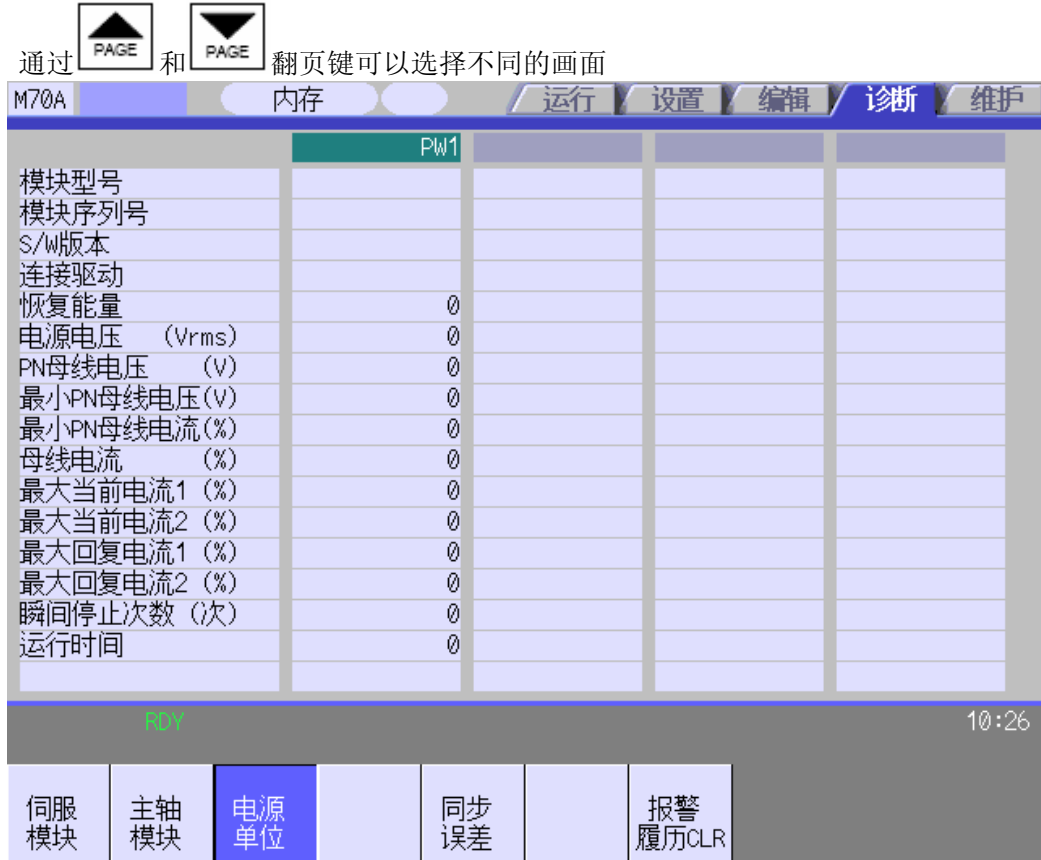 通过 PAGE 和 PAGE 翻页键可以选择不同的画面
M70A 内存 运行 设置 编辑 诊断 维护
PW1
模块型号
模块序列号
S/W版本
连接驱动
恢复能量 0
电源电压 (Vrms) 0
PN母线电压 (V) 0
最小PN母线电压(V) 0
最小PN母线电流(%) 0
母线电流 (%) 0
最大当前电流1 (%) 0
最大当前电流2 (%) 0
最大回复电流1 (%) 0
最大回复电流2 (%) 0
瞬间停止次数 (次) 0
运行时间 0
RDY 10:26
伺服 主轴 电源 同步 报警
模块 模块 单位 误差 履历CLR